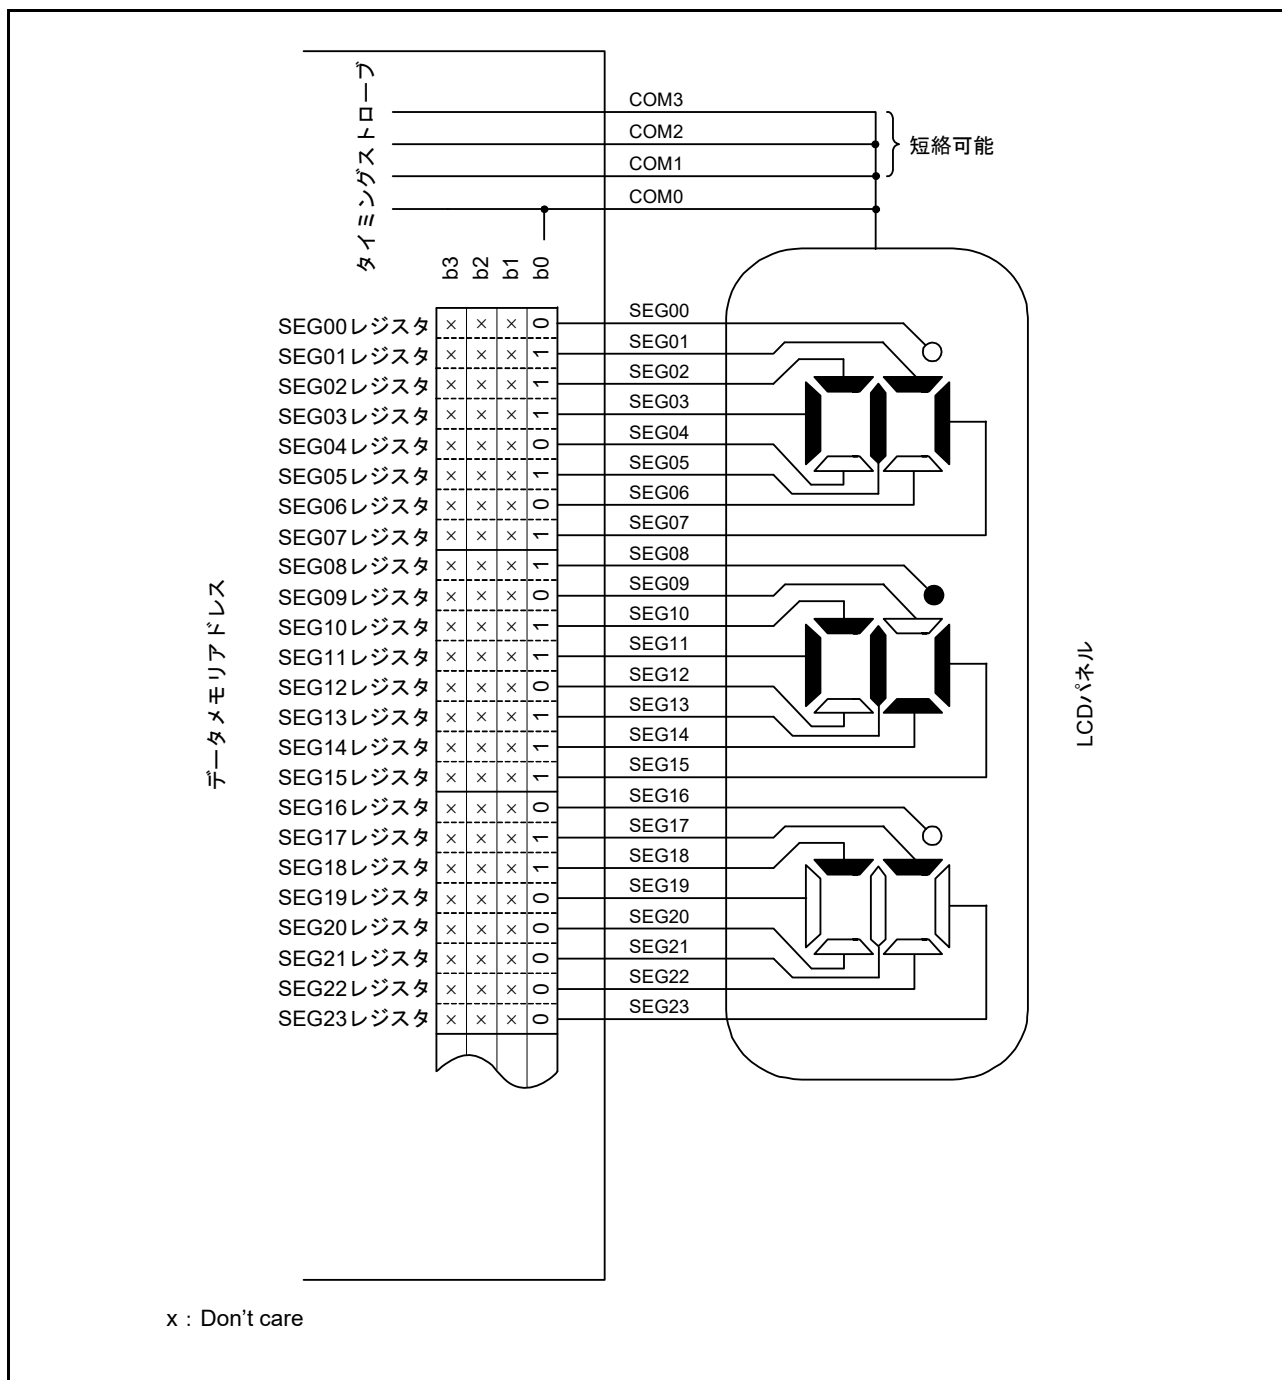 タイミングストローブ
COM3
COM2
COM1
COM0
短絡可能
b3 b2 b1 b0
データメモリアドレス
SEG00レジスタ × × × 0 SEG00
SEG01レジスタ × × × 1 SEG01
SEG02レジスタ × × × 1 SEG02
SEG03レジスタ × × × 1 SEG03
SEG04レジスタ × × × 0 SEG04
SEG05レジスタ × × × 1 SEG05
SEG06レジスタ × × × 0 SEG06
SEG07レジスタ × × × 1 SEG07
SEG08レジスタ × × × 1 SEG08
SEG09レジスタ × × × 0 SEG09
SEG10レジスタ × × × 1 SEG10
SEG11レジスタ × × × 1 SEG11
SEG12レジスタ × × × 0 SEG12
SEG13レジスタ × × × 1 SEG13
SEG14レジスタ × × × 1 SEG14
SEG15レジスタ × × × 1 SEG15
SEG16レジスタ × × × 0 SEG16
SEG17レジスタ × × × 1 SEG17
SEG18レジスタ × × × 1 SEG18
SEG19レジスタ × × × 0 SEG19
SEG20レジスタ × × × 0 SEG20
SEG21レジスタ × × × 0 SEG21
SEG22レジスタ × × × 0 SEG22
SEG23レジスタ × × × 0 SEG23
LCDパネル
x：Don't care